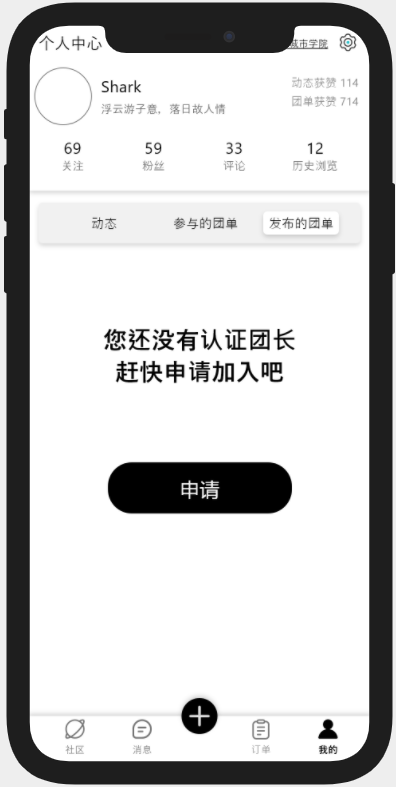 个人中心
城市学院
Shark
浮云游子意，落日故人情
动态获赞 114
团单获赞 714
69 59 33 12
关注 粉丝 评论 历史浏览
动态 参与的团单 发布的团单
您还没有认证团长
赶快申请加入吧
申请
社区 消息 订单 我的